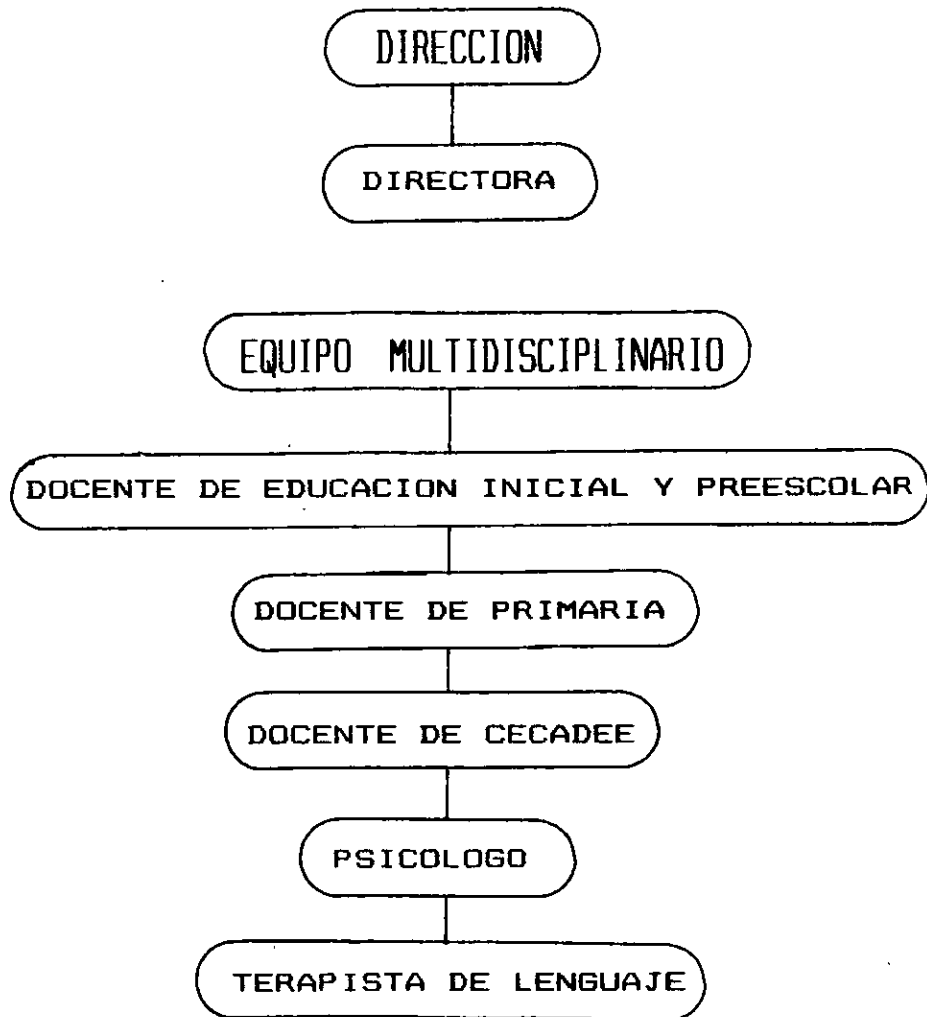 DIRECCION
DIRECTORA
EQUIPO MULTIDISCIPLINARIO
DOCENTE DE EDUCACION INICIAL Y PREESCOLAR
DOCENTE DE PRIMARIA
DOCENTE DE CECADEE
PSICOLOGO
TERAPISTA DE LENGUAJE